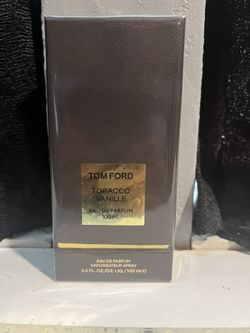 TOM FORD
TOBACCO
VANILLE
EAU DE PARFUM
100ML
EAU DE PARFUM
VAPORISATEUR SPRAY
3.4 FL.OZ./OZ. LIQ./100 ml ℮